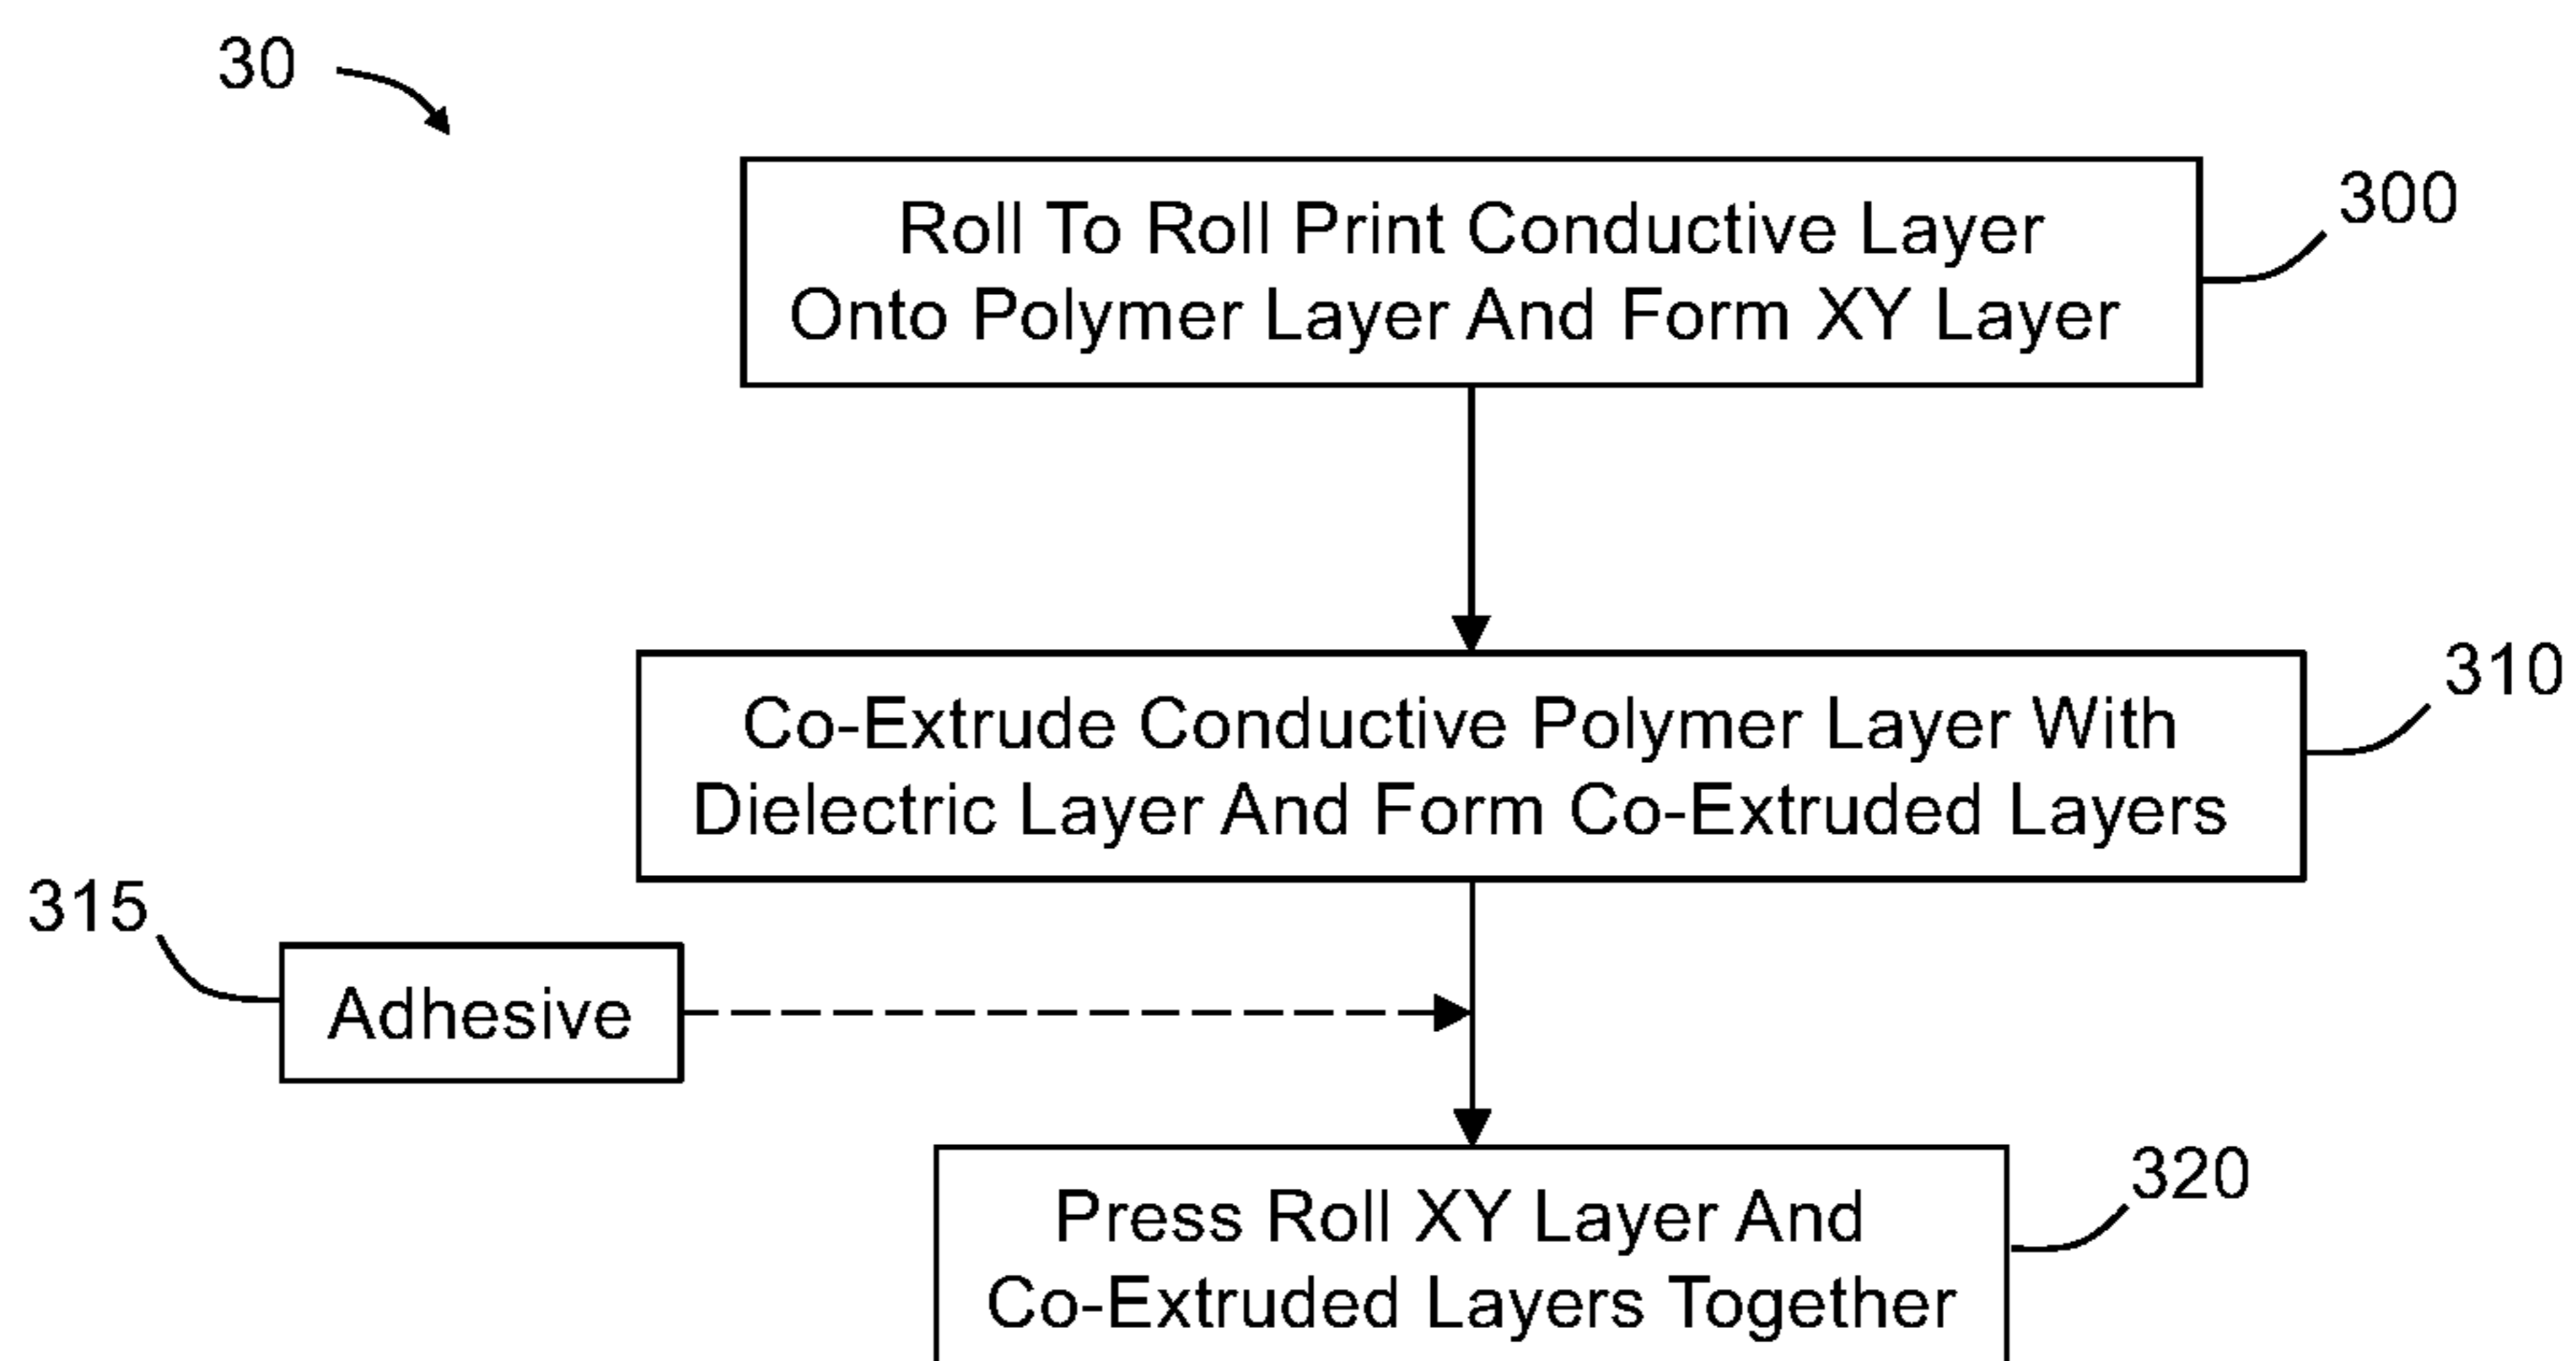 30
300
Roll To Roll Print Conductive Layer
Onto Polymer Layer And Form XY Layer
310
Co-Extrude Conductive Polymer Layer With
Dielectric Layer And Form Co-Extruded Layers
315
Adhesive
320
Press Roll XY Layer And
Co-Extruded Layers Together